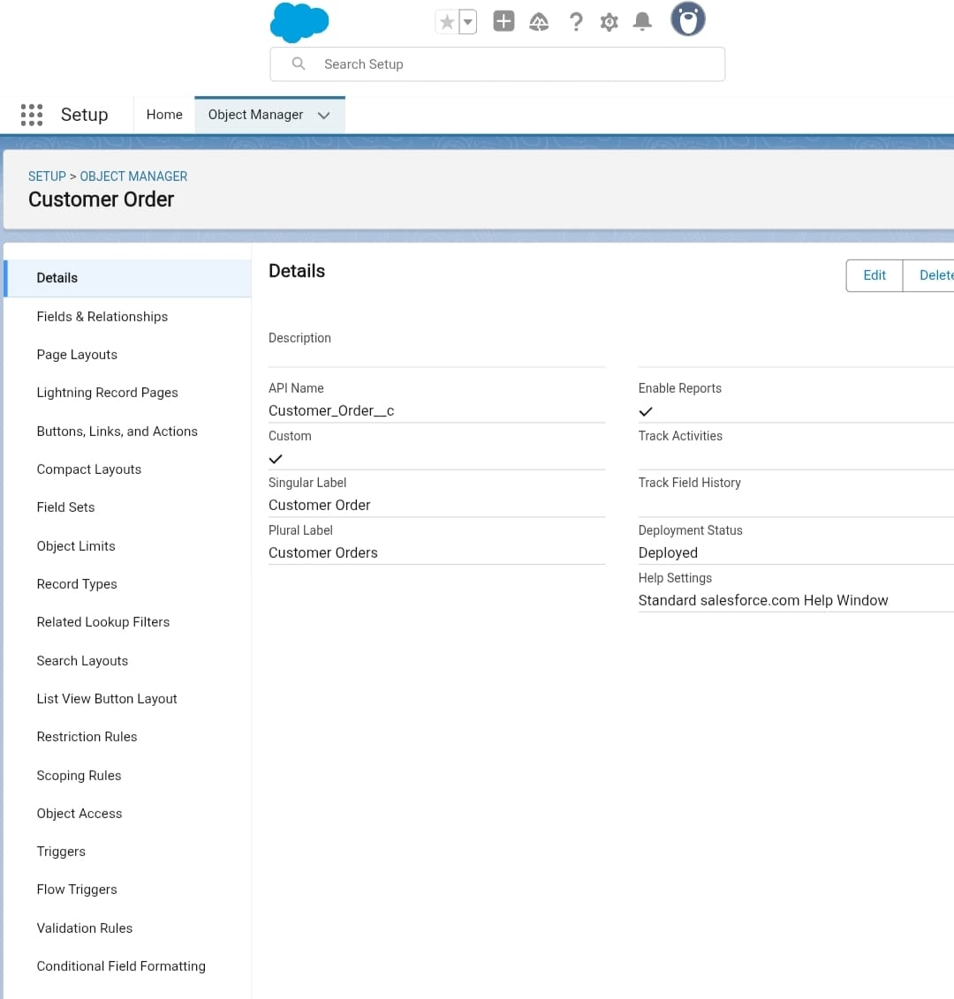 Search Setup
Setup
Home
Object Manager
SETUP > OBJECT MANAGER
Customer Order
Details
Fields & Relationships
Page Layouts
Lightning Record Pages
Buttons, Links, and Actions
Compact Layouts
Field Sets
Object Limits
Record Types
Related Lookup Filters
Search Layouts
List View Button Layout
Restriction Rules
Scoping Rules
Object Access
Triggers
Flow Triggers
Validation Rules
Conditional Field Formatting
Details
Edit
Delete
Description
API Name
Customer_Order__c
Custom
Singular Label
Customer Order
Plural Label
Customer Orders
Enable Reports
Track Activities
Track Field History
Deployment Status
Deployed
Help Settings
Standard salesforce.com Help Window